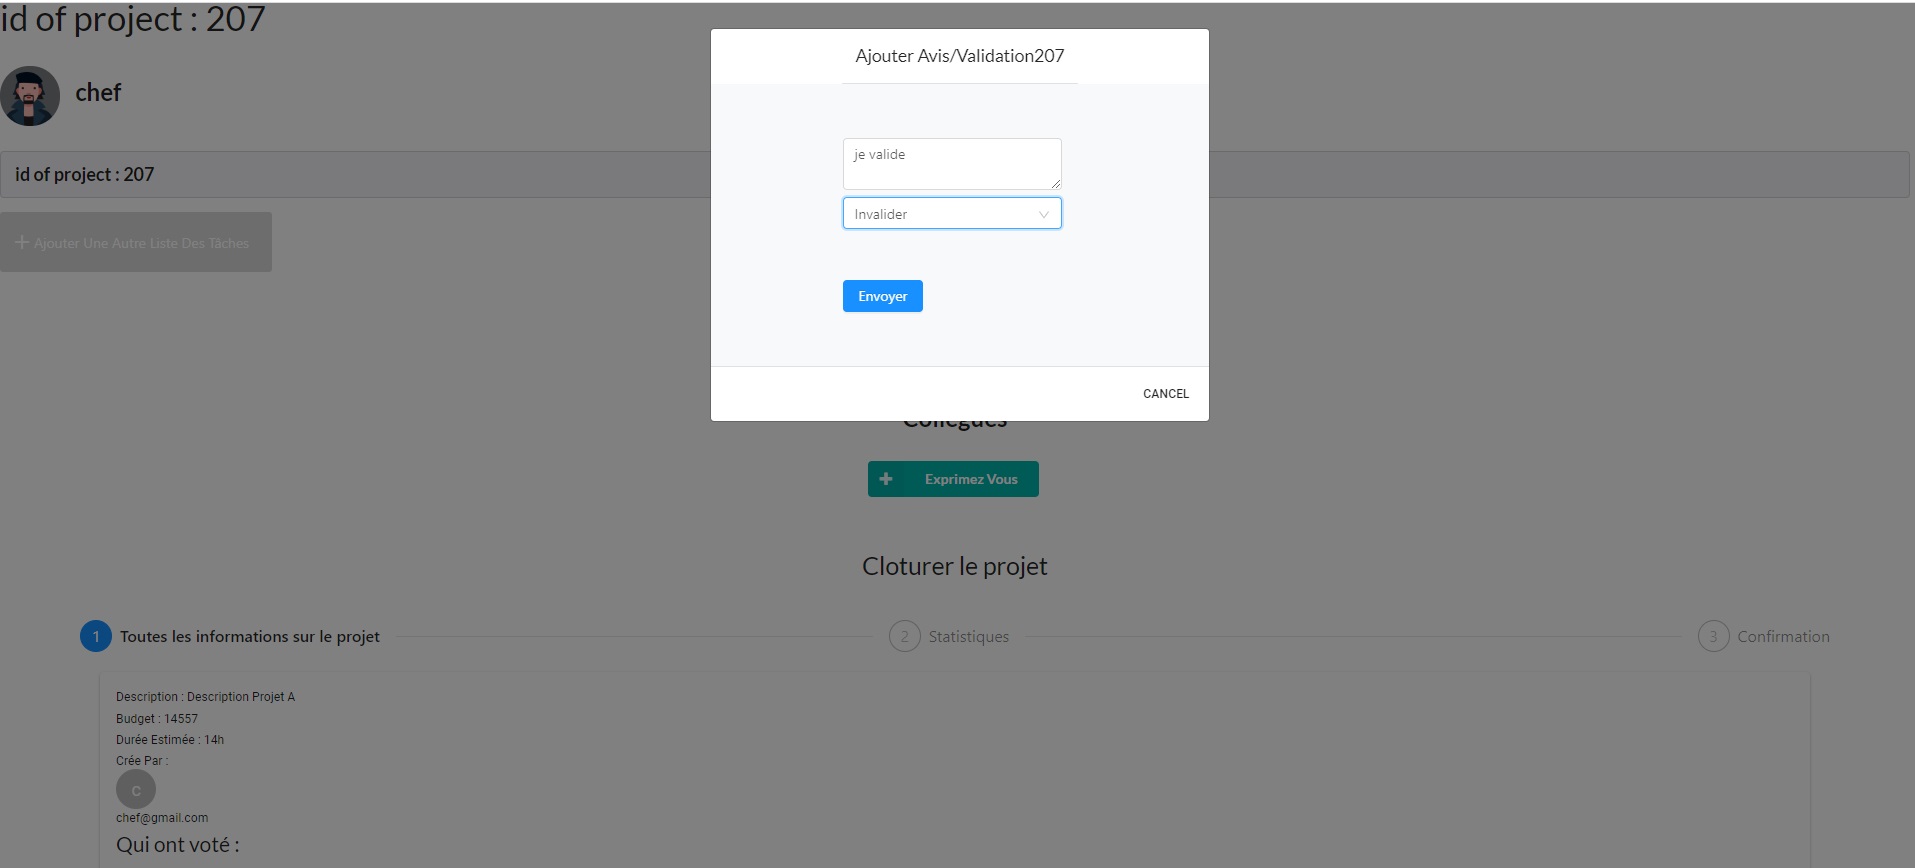 id of project : 207
chef
id of project : 207
Ajouter Une Autre Liste Des Tâches
Ajouter Avis/Validation207
je valide
Invalider
Envoyer
CANCEL
Collègues
Exprimez Vous
Cloturer le projet
1 Toutes les informations sur le projet
2 Statistiques
3 Confirmation
Description : Description Projet A
Budget : 14557
Durée Estimée : 14h
Crée Par :
C
chef@gmail.com
Qui ont voté :